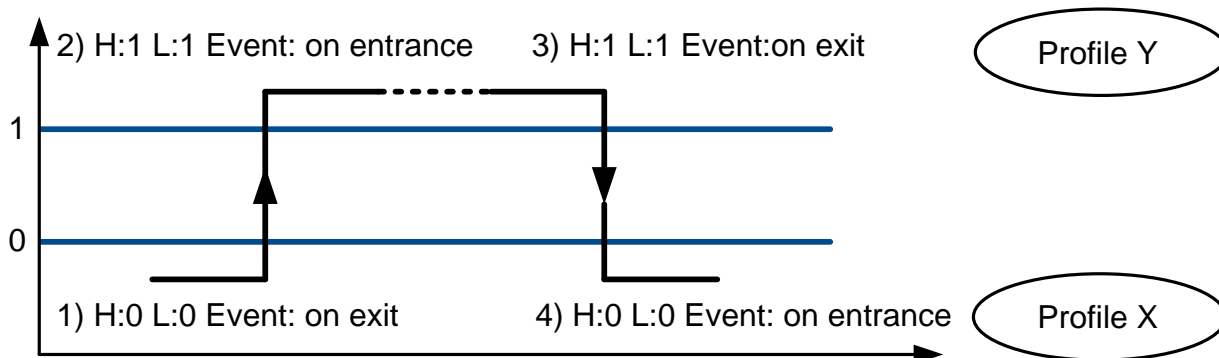 2) H:1 L:1 Event: on entrance
3) H:1 L:1 Event:on exit
Profile Y
1
0
1) H:0 L:0 Event: on exit
4) H:0 L:0 Event: on entrance
Profile X